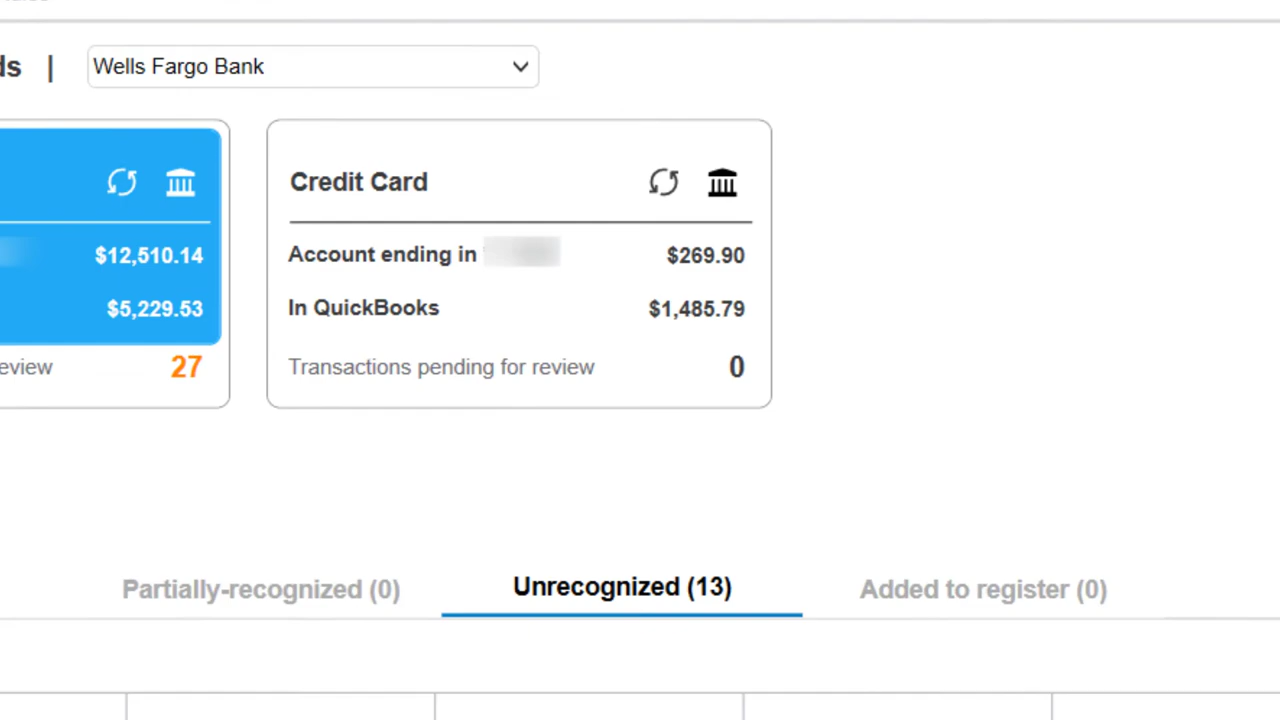 ds | Wells Fargo Bank
$12,510.14
$5,229.53
eview 27
Credit Card
Account ending in $269.90
In QuickBooks $1,485.79
Transactions pending for review 0
Partially-recognized (0) Unrecognized (13) Added to register (0)